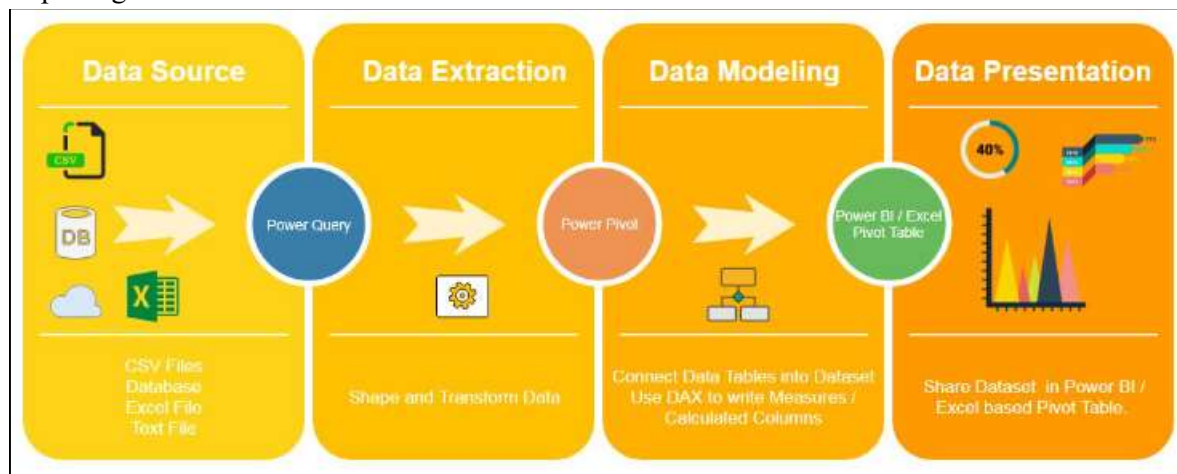 Data Source
Data Extraction
Data Modeling
Data Presentation
CSV
DB
X
Power Query
Power Pivot
Power BI / Excel
Pivot Table
40%
CSV Files
Database
Excel File
Text File
Shape and Transform Data
Connect Data Tables into Dataset
Use DAX to write Measures /
Calculated Columns
Share Dataset in Power BI /
Excel based Pivot Table.